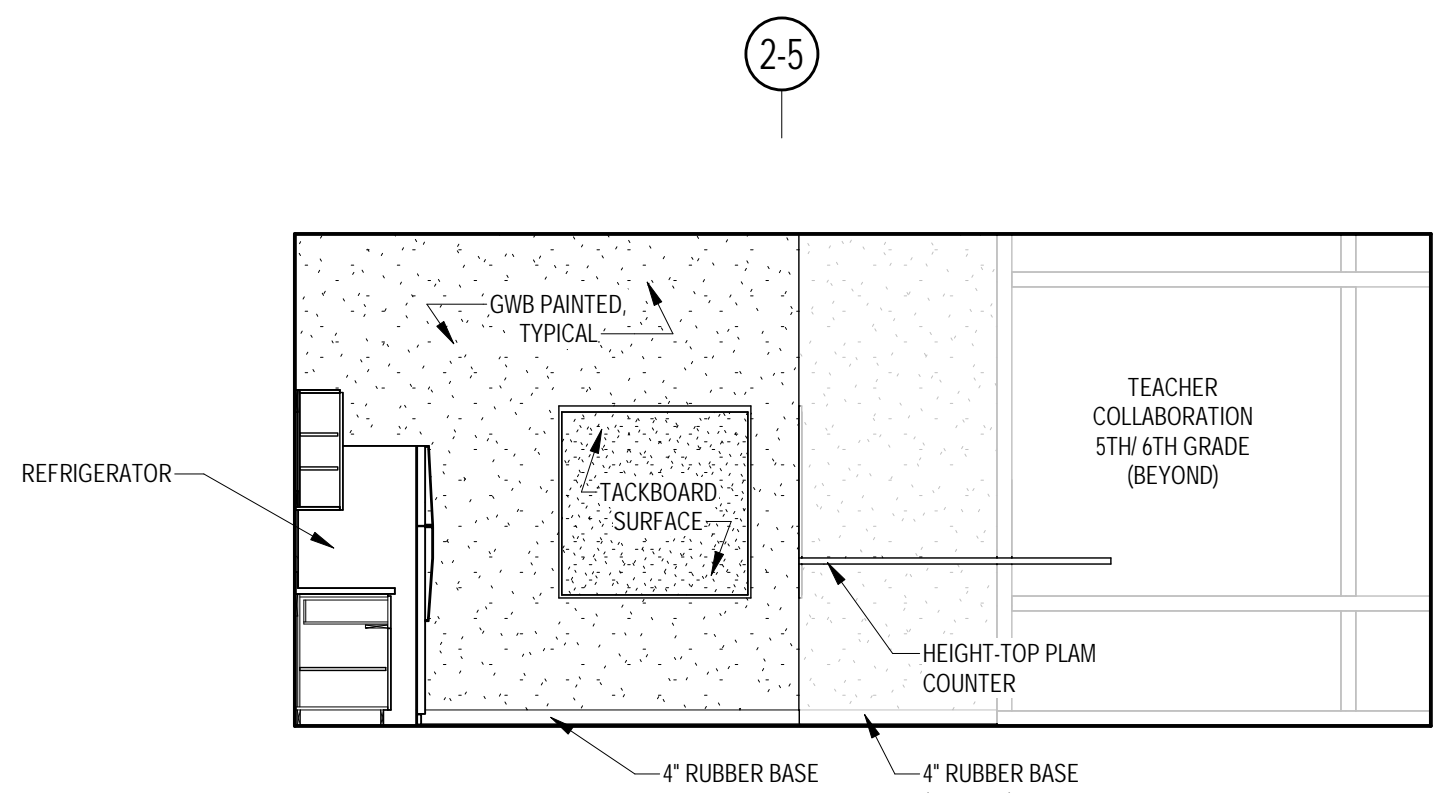 2-5
GWB PAINTED,
TYPICAL
TEACHER
COLLABORATION
5TH/ 6TH GRADE
(BEYOND)
REFRIGERATOR
TACKBOARD
SURFACE
HEIGHT-TOP PLAM
COUNTER
4" RUBBER BASE
4" RUBBER BASE